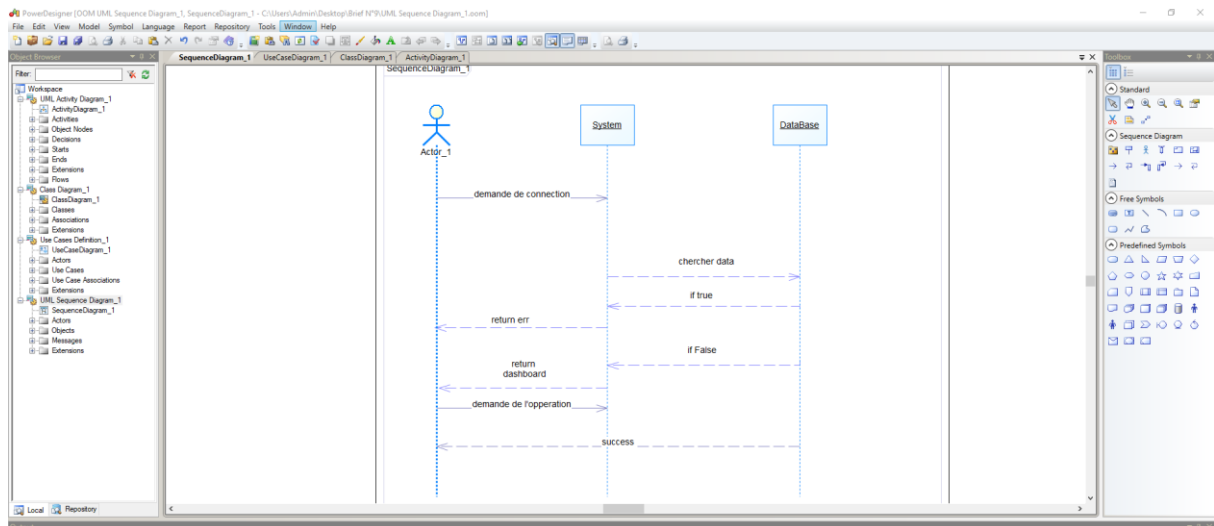 PowerDesigner [OOM UML Sequence Diagram_1, SequenceDiagram_1 - C:\Users\Admin\Desktop\Brief N°9\UML Sequence Diagram_1.oom]
File Edit View Model Symbol Language Report Repository Tools Window Help
Object Browser
SequenceDiagram_1 UseCaseDiagram_1 ClassDiagram_1 ActivityDiagram_1
Toolbox
Filter:
Workspace
UML Activity Diagram_1
ActivityDiagram_1
Activities
Object Nodes
Decisions
Starts
Ends
Extensions
Flows
Class Diagram_1
ClassDiagram_1
Classes
Associations
Extensions
Use Cases Definition_1
UseCaseDiagram_1
Actors
Use Cases
Use Case Associations
Extensions
UML Sequence Diagram_1
SequenceDiagram_1
Actors
Objects
Messages
Extensions
Local Repository
SequenceDiagram_1
Actor_1
System
DataBase
demande de connection
chercher data
if true
return err
if False
return
dashboard
demande de l'opperation
success
Standard
Sequence Diagram
Free Symbols
Predefined Symbols